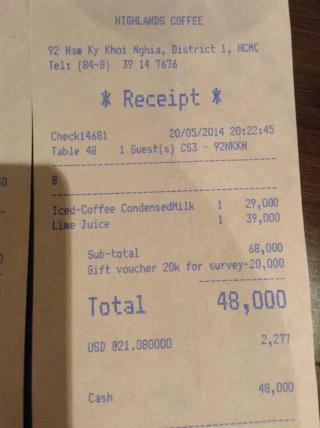 HIGHLANDS COFFEE
92 Nam Ky Khoi Nghia, District 1, HCMC
Tel: (84-8) 39 14 7676
* Receipt *
Check14681 20/05/2014 20:22:45
Table 48 1 Guest(s) CS3 - 92NKKN
8
Iced-Coffee CondensedMilk 1 29,000
Lime Juice 1 39,000
Sub-total 68,000
Gift voucher 20k for survey-20,000
Total 48,000
USD @21.080000 2,277
Cash 48,000